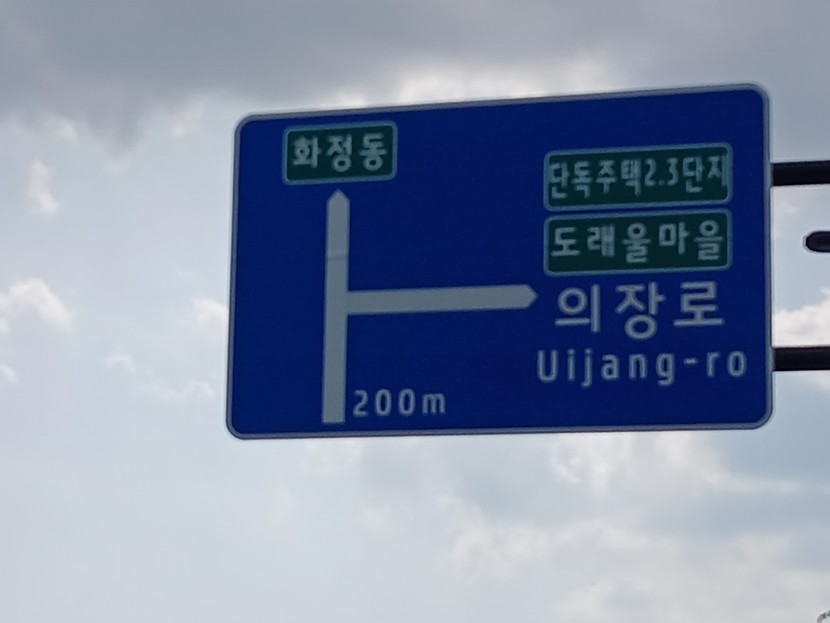 화정동
단독주택2.3단지
도래울마을
의장로
Uijang-ro
200m